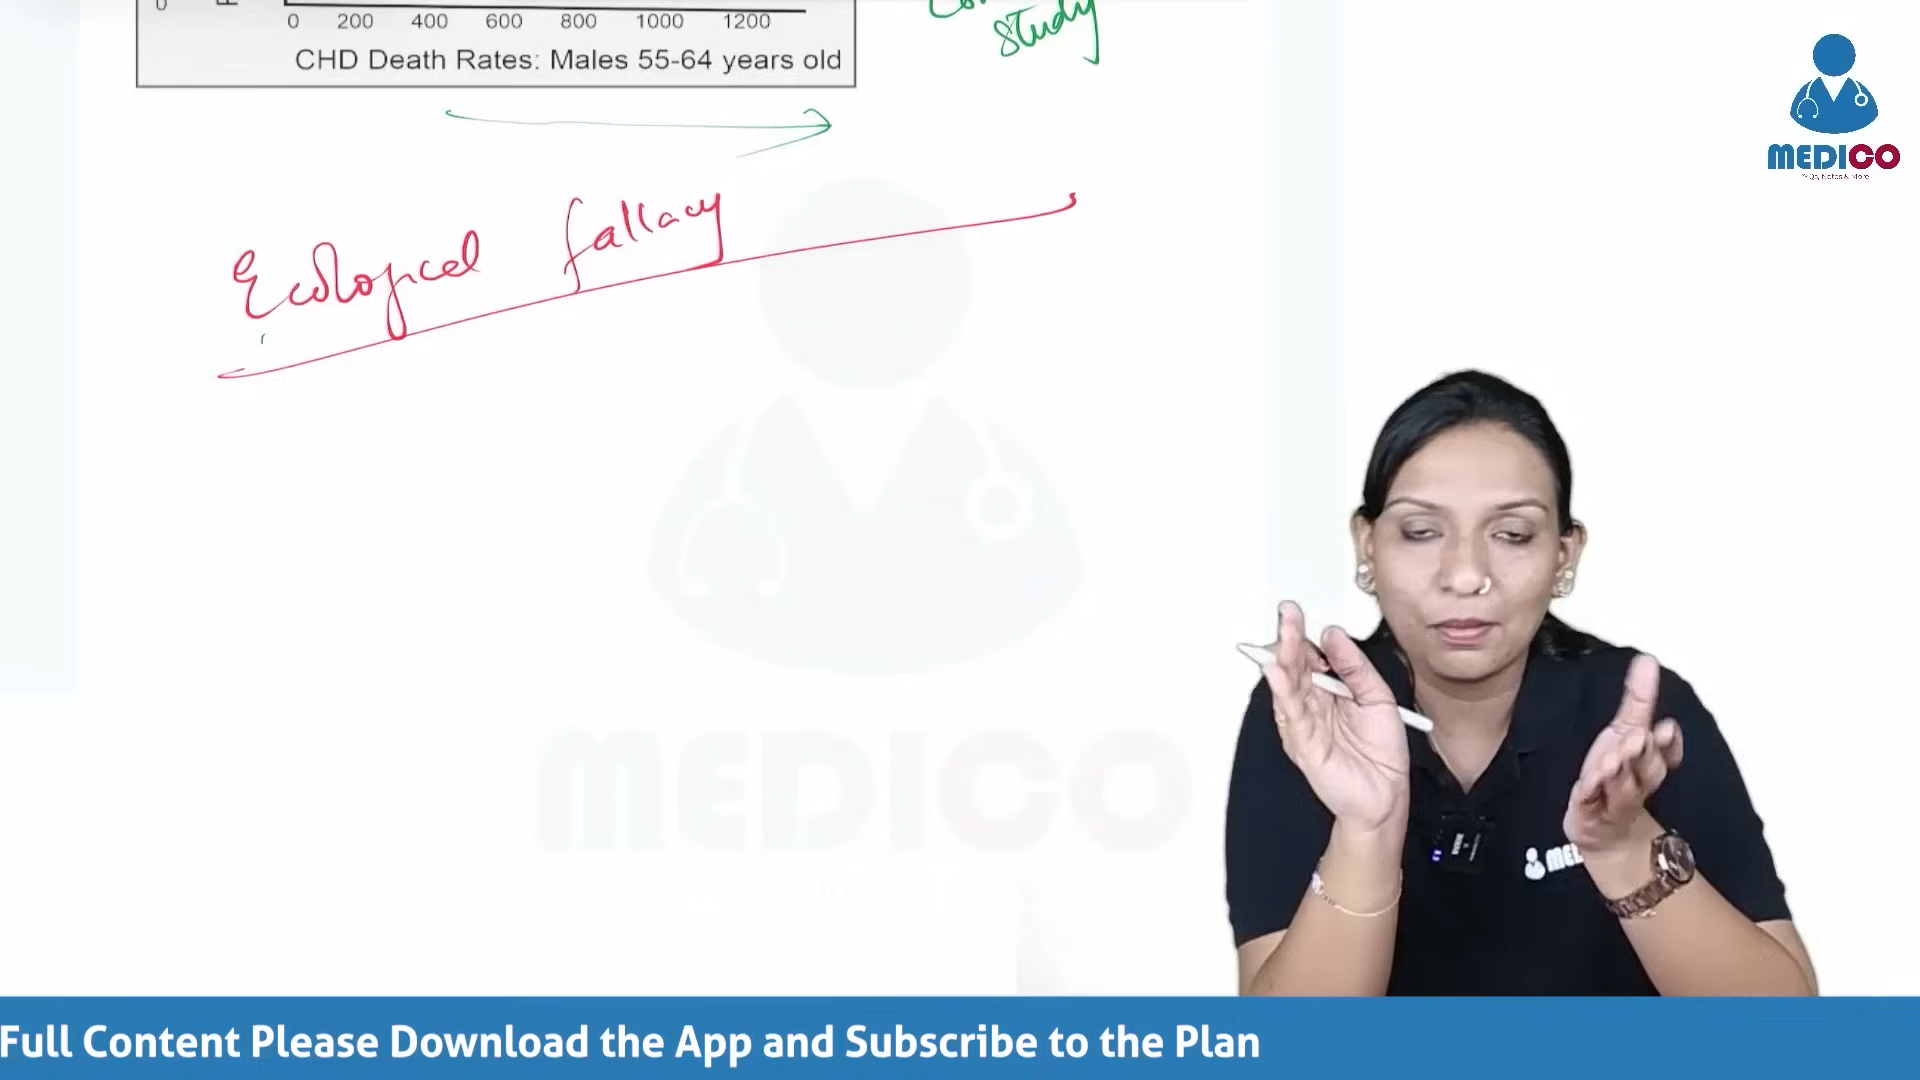 0 200 400 600 800 1000 1200
CHD Death Rates: Males 55-64 years old
study
MEDICO
Ecological fallacy
MEDICO
Full Content Please Download the App and Subscribe to the Plan